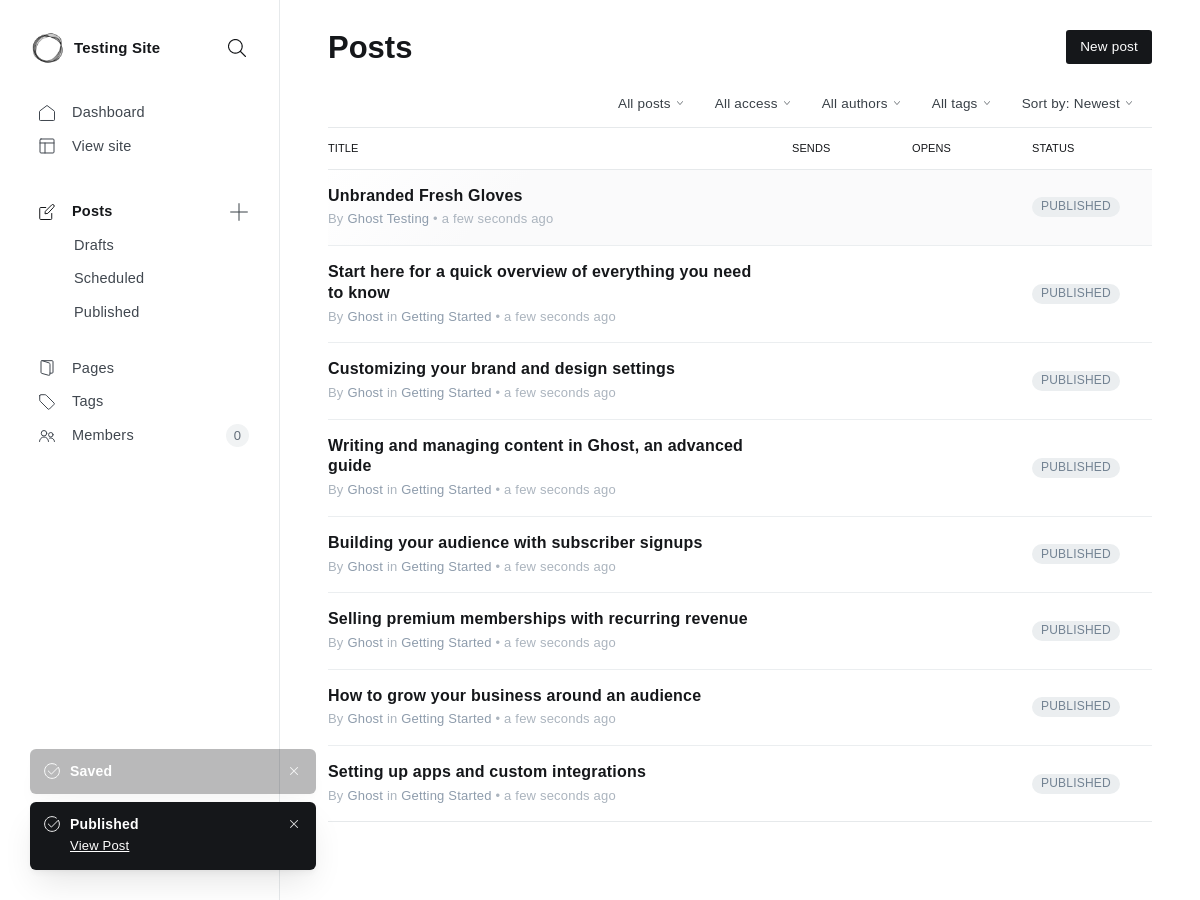 Testing Site
Dashboard
View site
Posts
Drafts
Scheduled
Published
Pages
Tags
Members 0
Posts
New post
All posts All access All authors All tags Sort by: Newest
TITLE SENDS OPENS STATUS
Unbranded Fresh Gloves
By Ghost Testing • a few seconds ago
PUBLISHED
Start here for a quick overview of everything you need
to know
By Ghost in Getting Started • a few seconds ago
PUBLISHED
Customizing your brand and design settings
By Ghost in Getting Started • a few seconds ago
PUBLISHED
Writing and managing content in Ghost, an advanced
guide
By Ghost in Getting Started • a few seconds ago
PUBLISHED
Building your audience with subscriber signups
By Ghost in Getting Started • a few seconds ago
PUBLISHED
Selling premium memberships with recurring revenue
By Ghost in Getting Started • a few seconds ago
PUBLISHED
How to grow your business around an audience
By Ghost in Getting Started • a few seconds ago
PUBLISHED
Setting up apps and custom integrations
By Ghost in Getting Started • a few seconds ago
PUBLISHED
Saved
Published
View Post